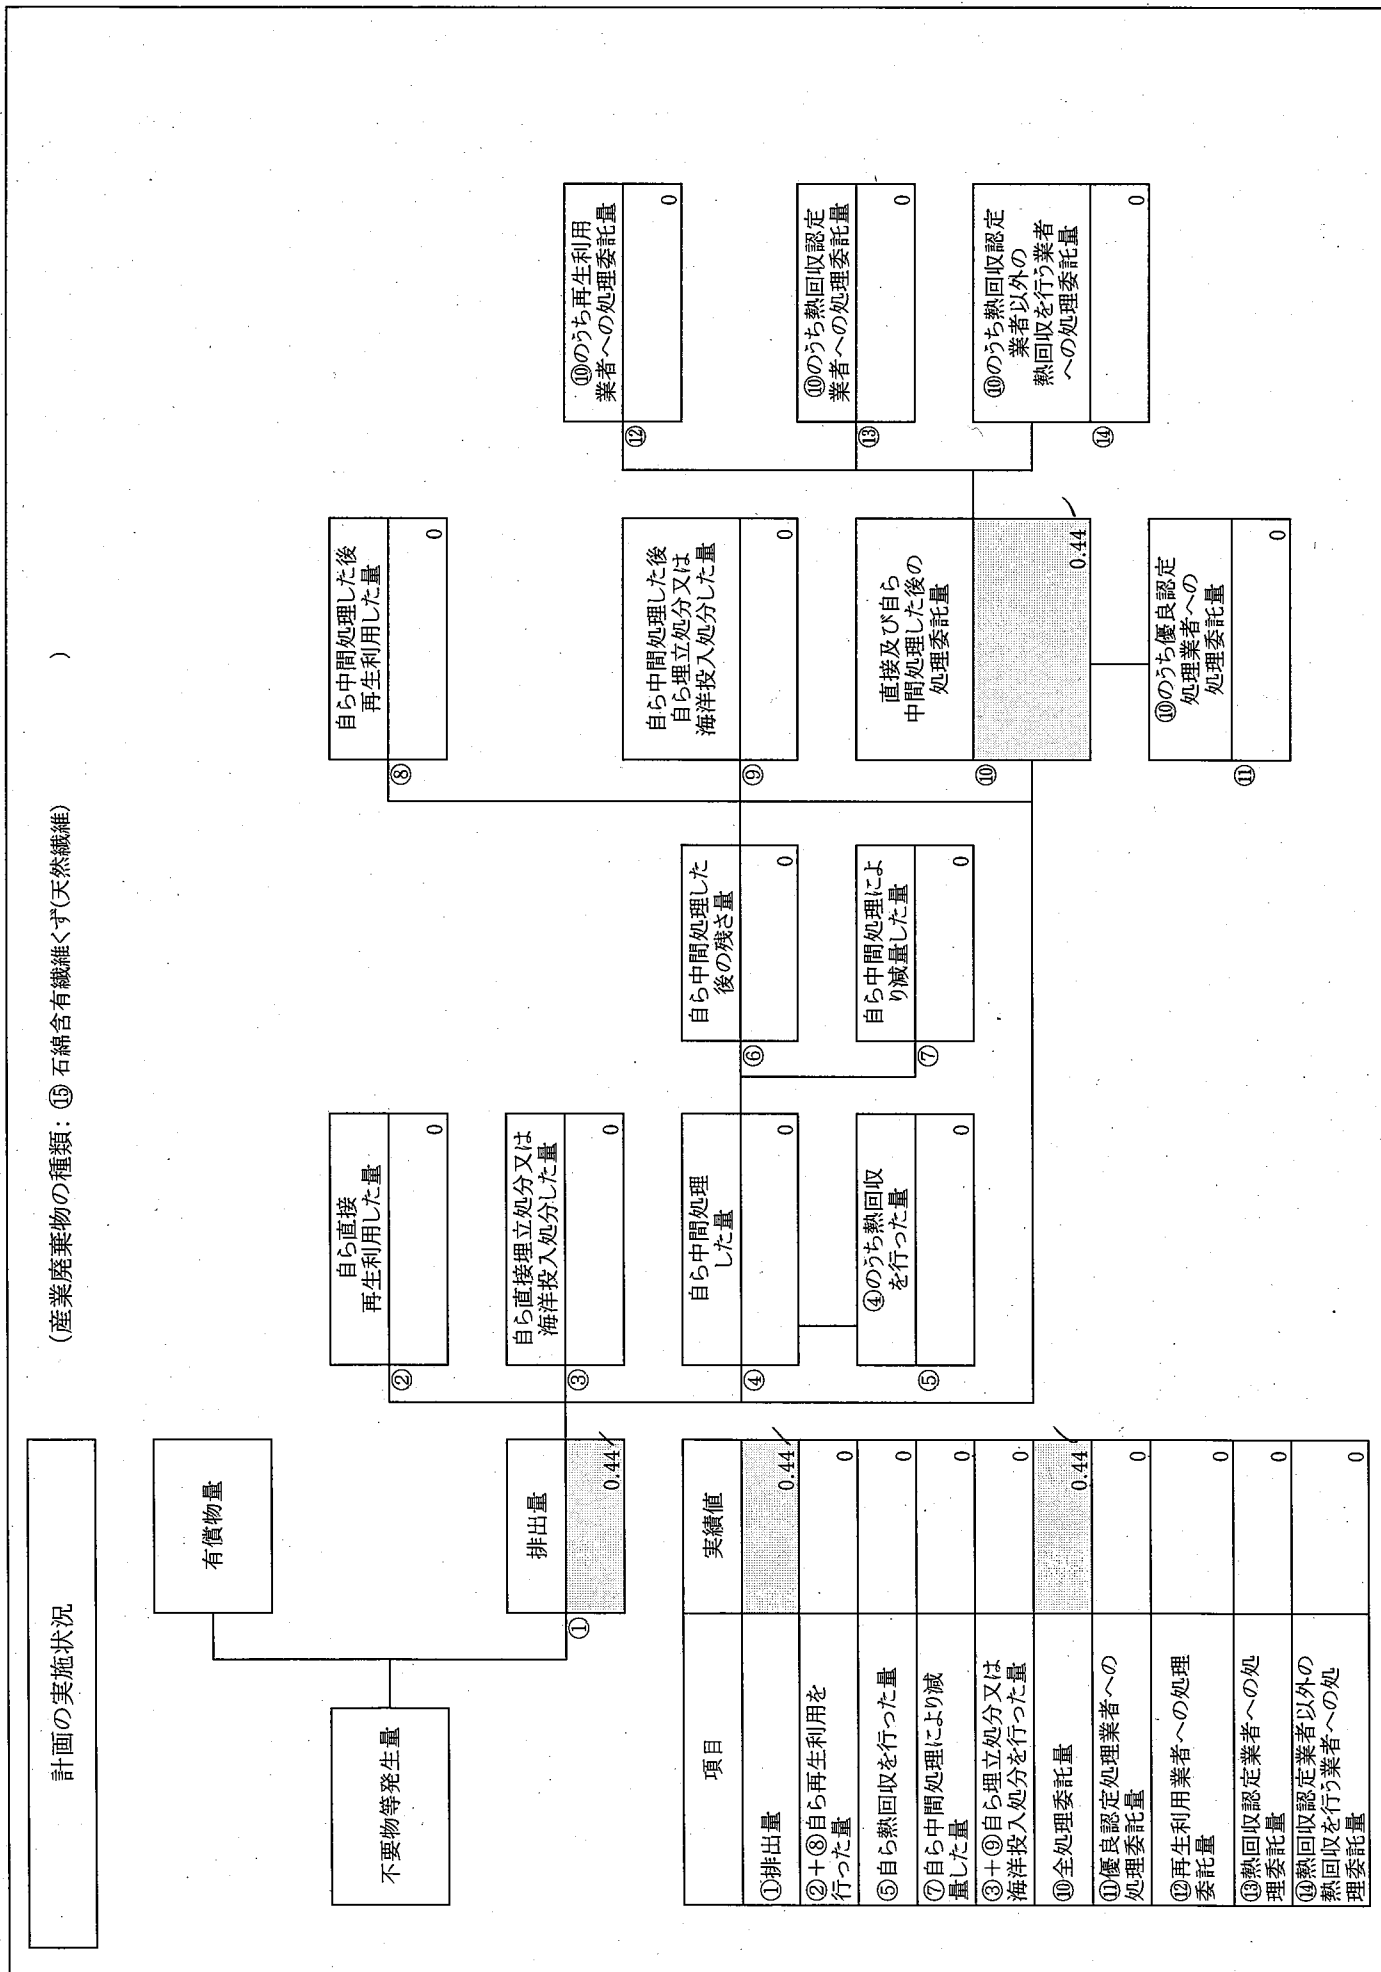 計画の実施状況
(産業廃棄物の種類: ⑮ 石綿含有繊維くず(天然繊維) )
不要物等発生量
有償物量
排出量
①
0.44
②
自ら直接
再生利用した量
0
③
自ら直接埋立処分又は
海洋投入処分した量
0
④
自ら中間処理
した量
0
⑤
④のうち熱回収
を行った量
0
⑥
自ら中間処理した
後の残さ量
0
⑦
自ら中間処理によ
り減量した量
0
⑧
自ら中間処理した後
再生利用した量
0
⑨
自ら中間処理した後
自ら埋立処分又は
海洋投入処分した量
0
⑩
直接及び自ら
中間処理した後の
処理委託量
0.44
⑪
⑩のうち優良認定
処理業者への
処理委託量
0
⑫
⑩のうち再生利用
業者への処理委託量
0
⑬
⑩のうち熱回収認定
業者への処理委託量
0
⑭
⑩のうち熱回収認定
業者以外の
熱回収を行う業者
への処理委託量
0
項目 実績値
①排出量 0.44
②+⑧自ら再生利用を
行った量 0
⑤自ら熱回収を行った量 0
⑦自ら中間処理により減
量した量 0
③+⑨自ら埋立処分又は
海洋投入処分を行った量 0
⑩全処理委託量 0.44
⑪優良認定処理業者への
処理委託量 0
⑫再生利用業者への処理
委託量 0
⑬熱回収認定業者への処
理委託量 0
⑭熱回収認定業者以外の
熱回収を行う業者への処
理委託量 0